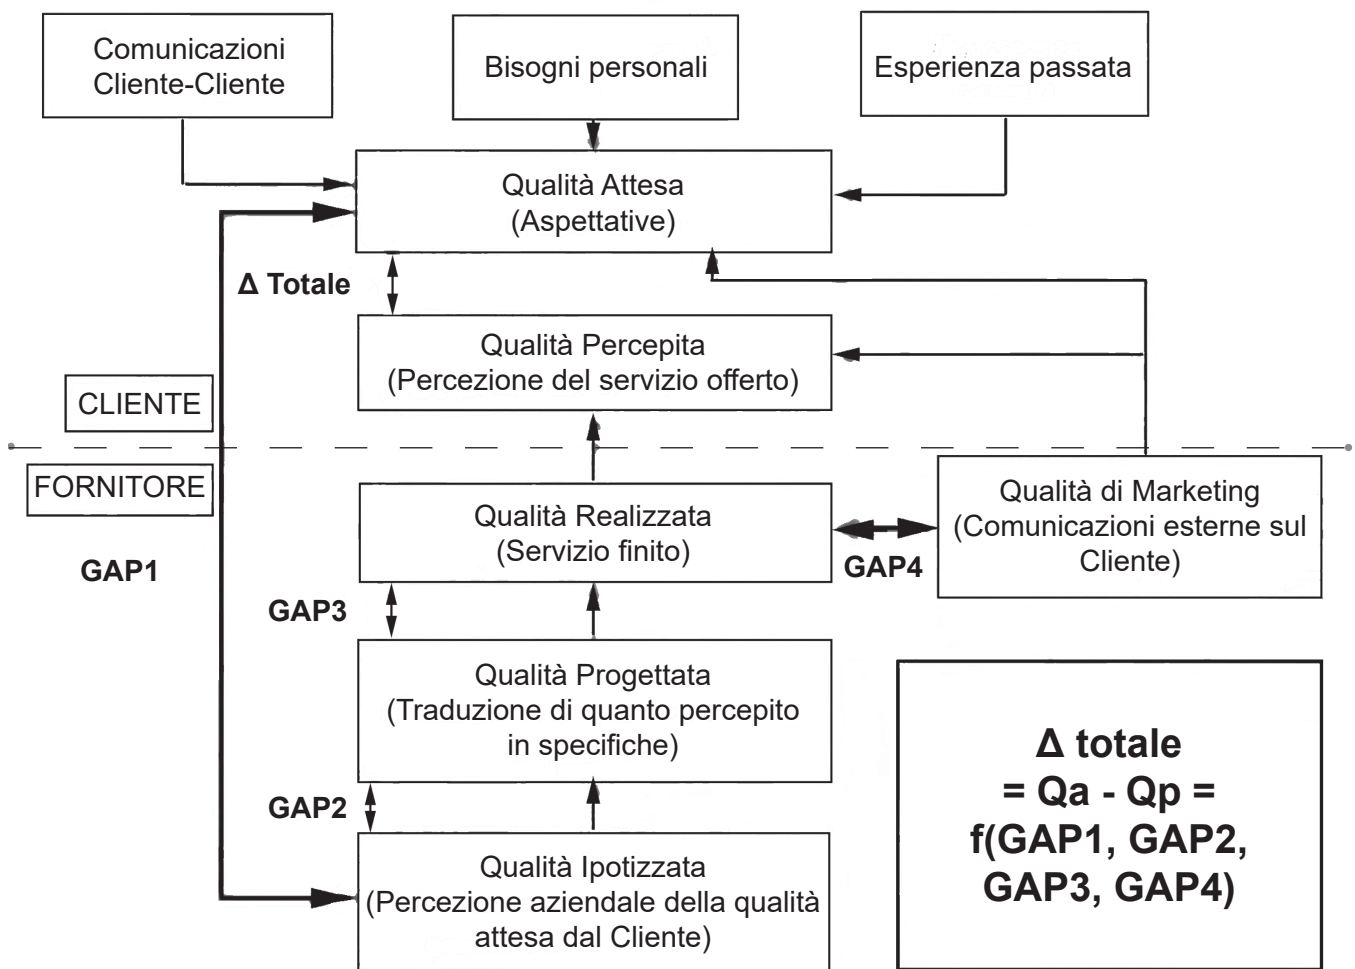 Comunicazioni
Cliente-Cliente
Bisogni personali
Esperienza passata
Qualità Attesa
(Aspettative)
Δ Totale
Qualità Percepita
(Percezione del servizio offerto)
CLIENTE
FORNITORE
GAP1
Qualità Realizzata
(Servizio finito)
GAP4
Qualità di Marketing
(Comunicazioni esterne sul
Cliente)
GAP3
Qualità Progettata
(Traduzione di quanto percepito
in specifiche)
GAP2
Qualità Ipotizzata
(Percezione aziendale della qualità
attesa dal Cliente)
Δ totale
= Qa - Qp =
f(GAP1, GAP2,
GAP3, GAP4)